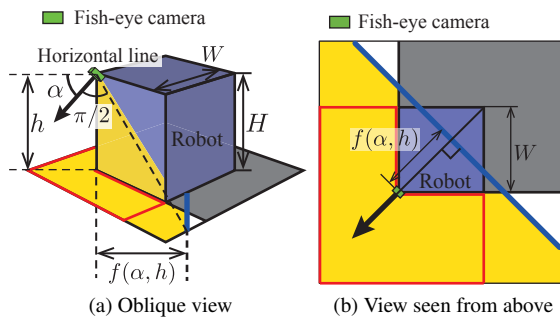 Fish-eye camera
Horizontal line
W
α
π/2
h
Robot
H
f(α, h)
(a) Oblique view
Fish-eye camera
f(α, h)
W
Robot
(b) View seen from above